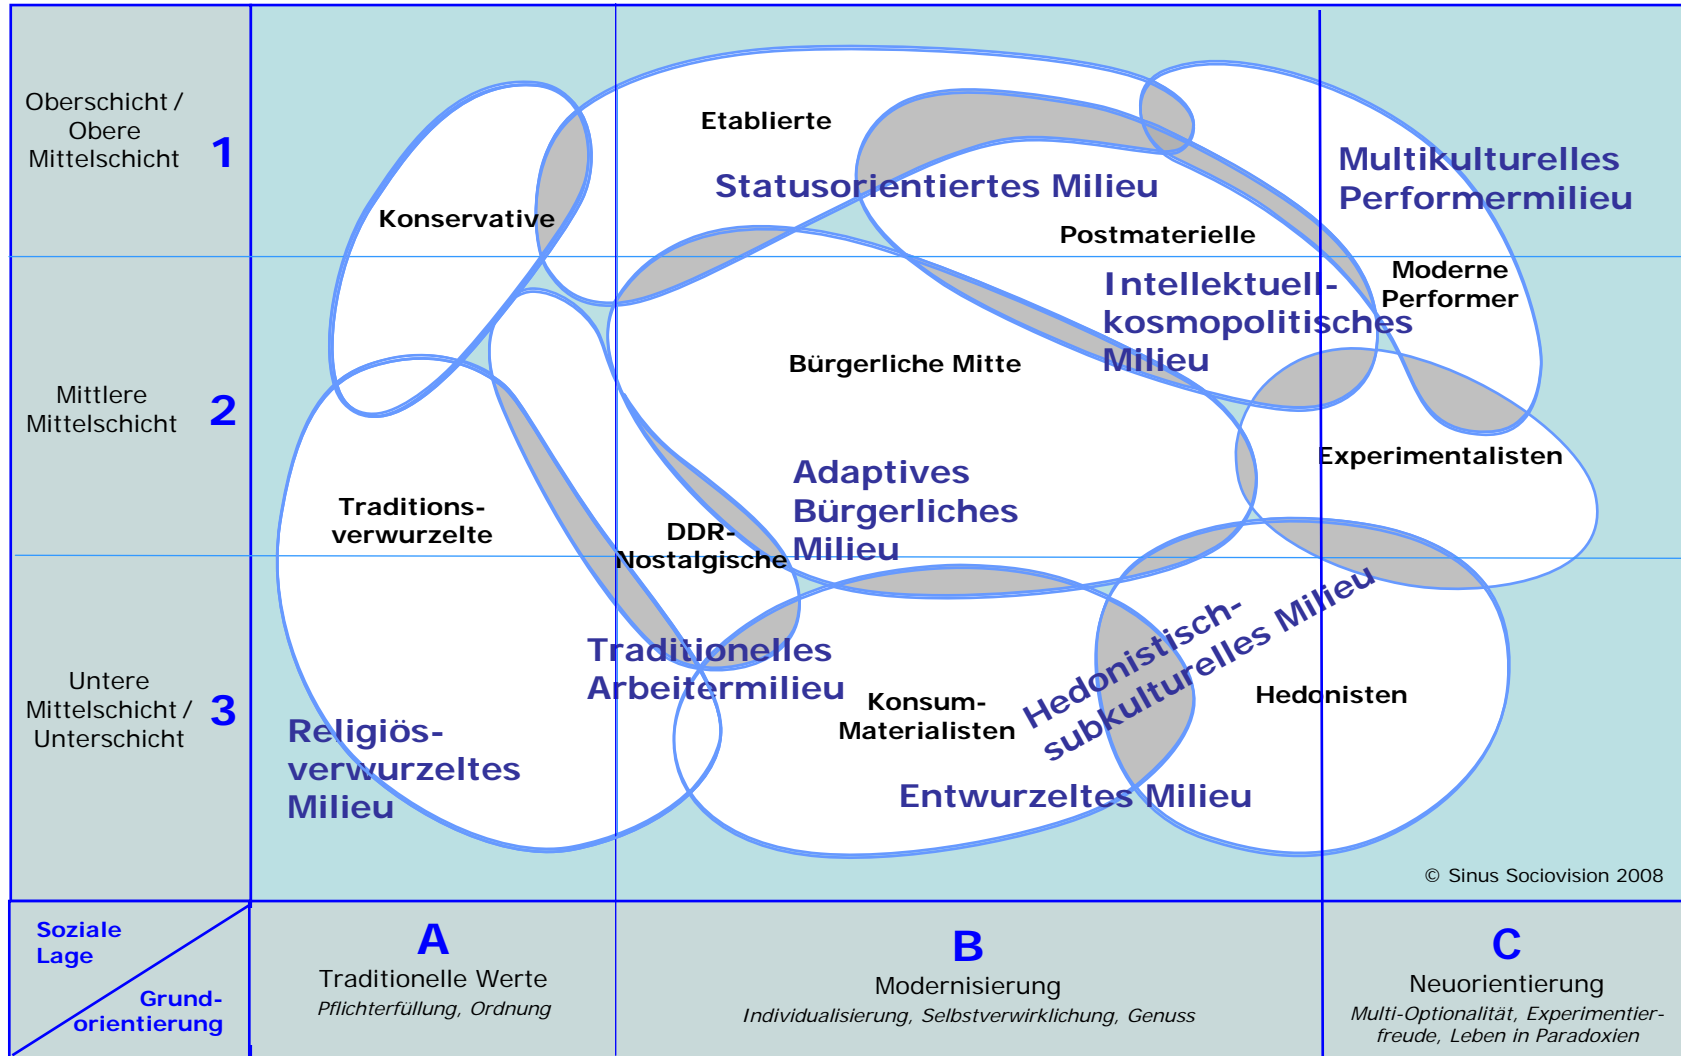 Oberschicht /
Obere
Mittelschicht
1
Mittlere
Mittelschicht
2
Untere
Mittelschicht /
Unterschicht
3
Etablierte
Statusorientiertes Milieu
Konservative
Postmaterielle
Multikulturelles
Performermilieu
Moderne
Performer
Intellektuell-
kosmopolitisches
Milieu
Bürgerliche Mitte
Experimentalisten
Adaptives
Bürgerliches
Milieu
Traditions-
verwurzelte
DDR-
Nostalgische
Traditionelles
Arbeitermilieu
Hedonistisch-
subkulturelles Milieu
Konsum-
Materialisten
Hedonisten
Religiös-
verwurzeltes
Milieu
Entwurzeltes Milieu
© Sinus Sociovision 2008
Soziale
Lage
Grund-
orientierung
A
Traditionelle Werte
Pflichterfüllung, Ordnung
B
Modernisierung
Individualisierung, Selbstverwirklichung, Genuss
C
Neuorientierung
Multi-Optionalität, Experimentier-
freude, Leben in Paradoxien